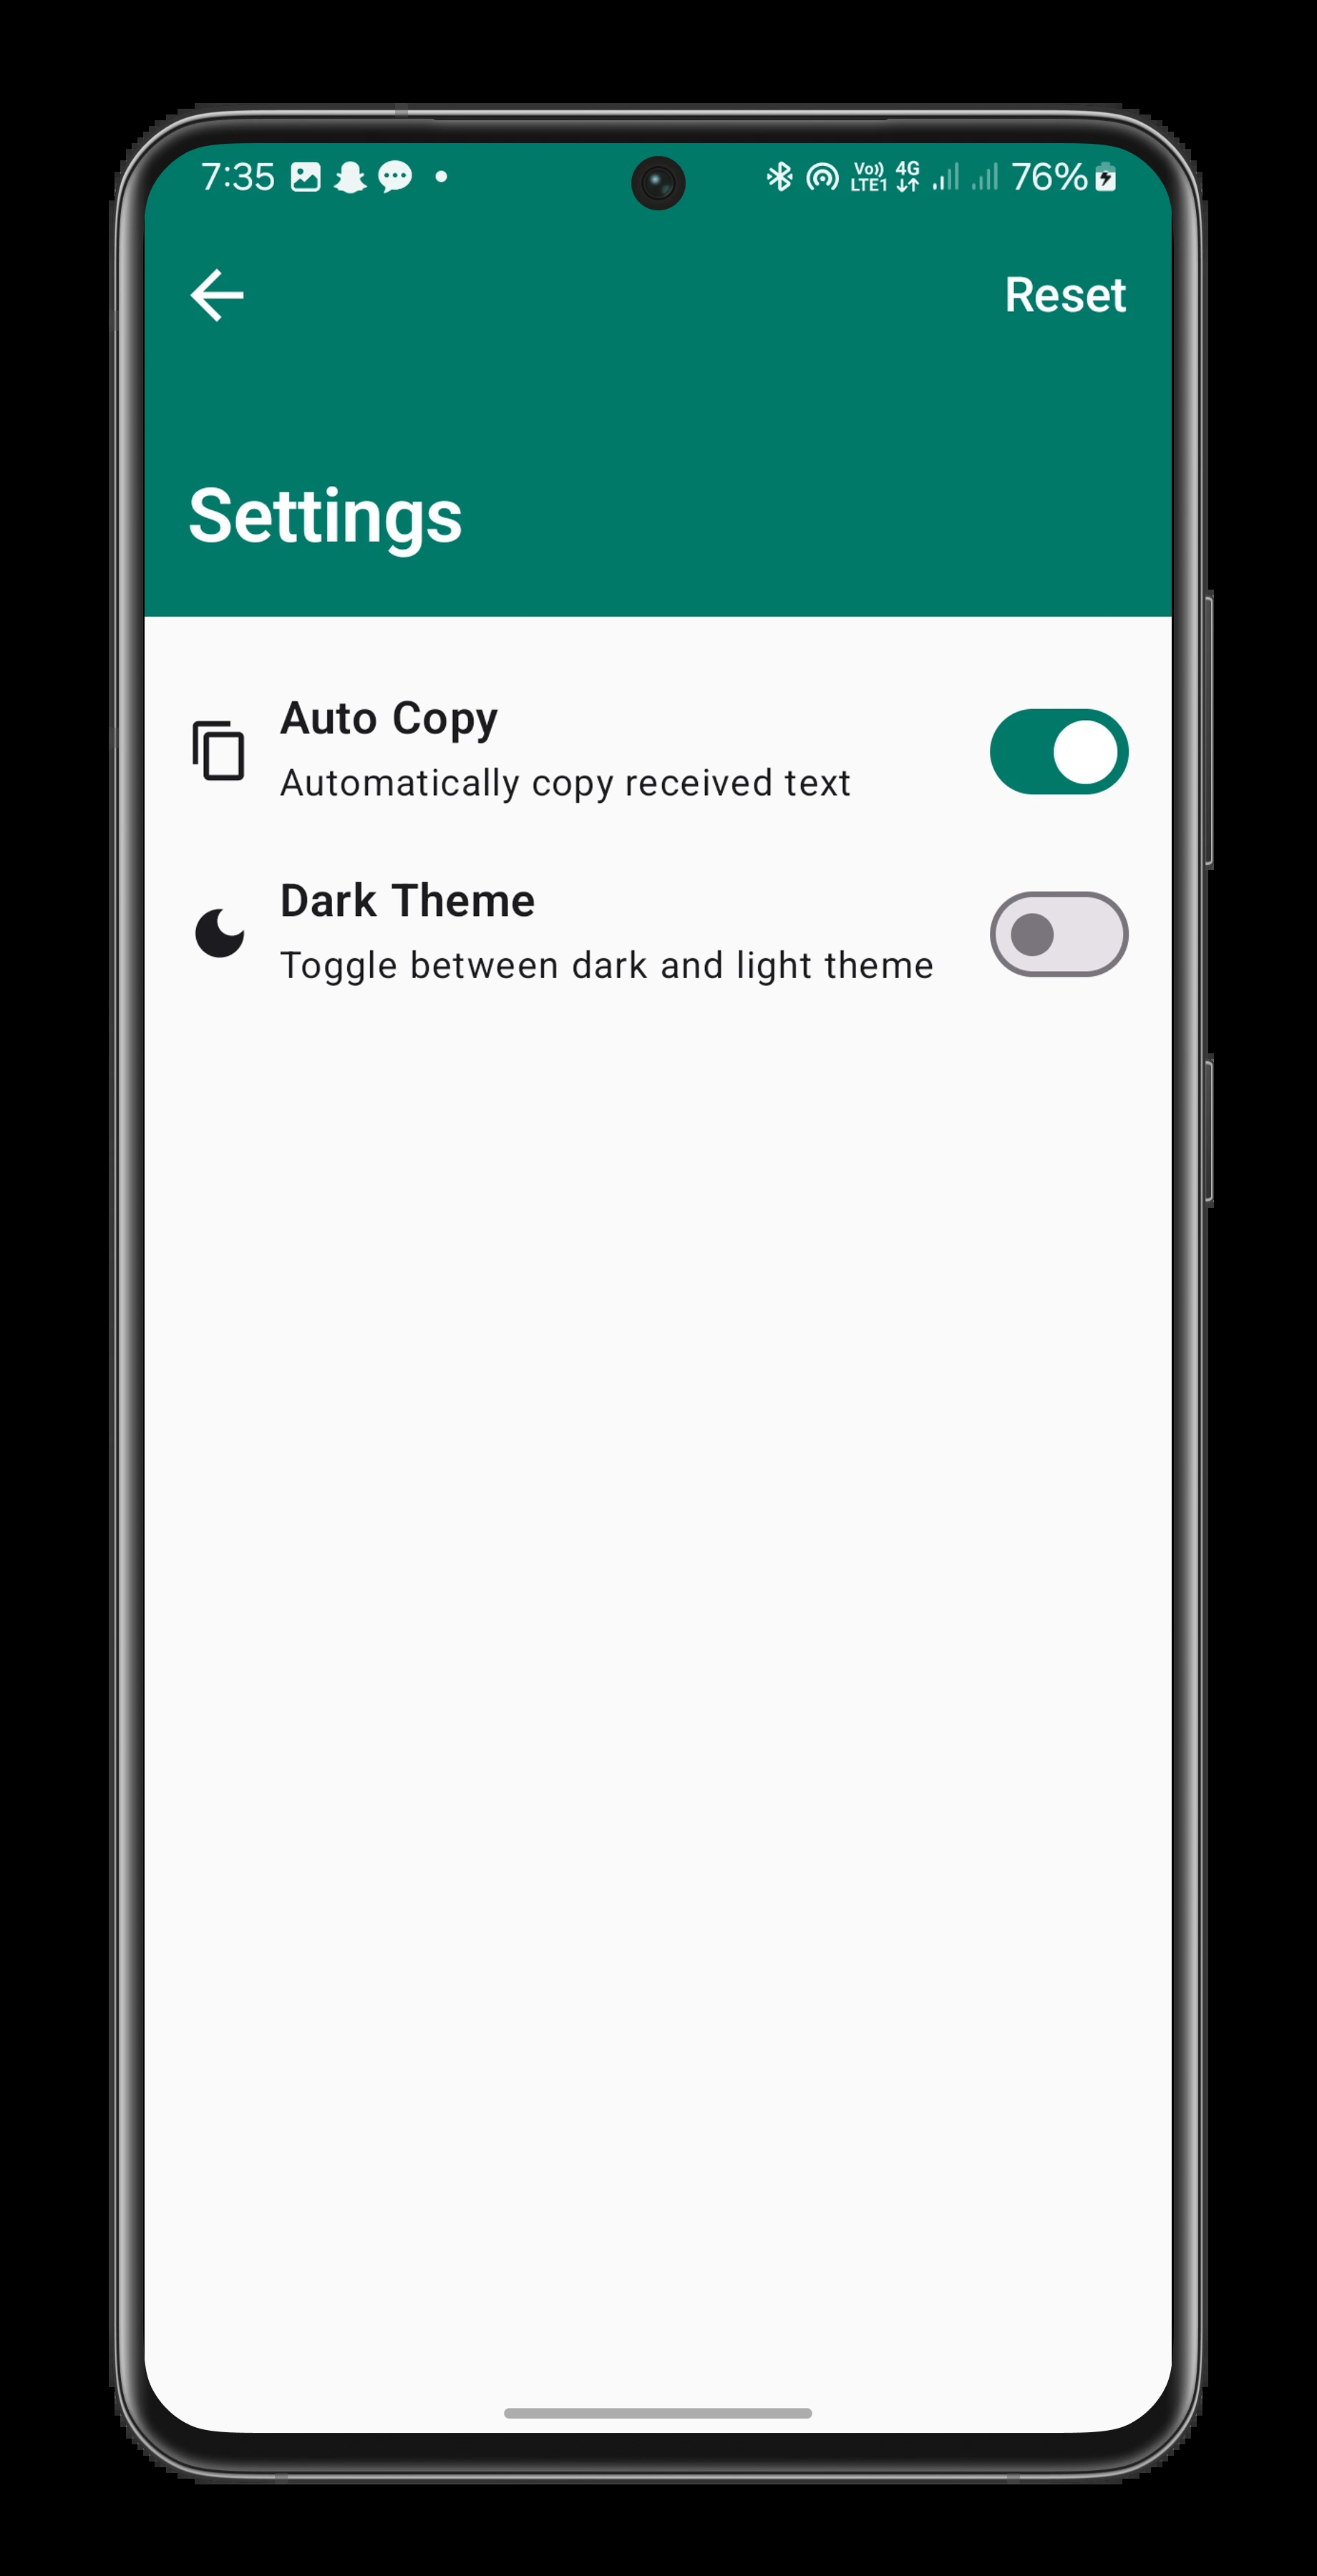 7:35
Vo)) LTE1 4G 76%
Reset
Settings
Auto Copy
Automatically copy received text
Dark Theme
Toggle between dark and light theme